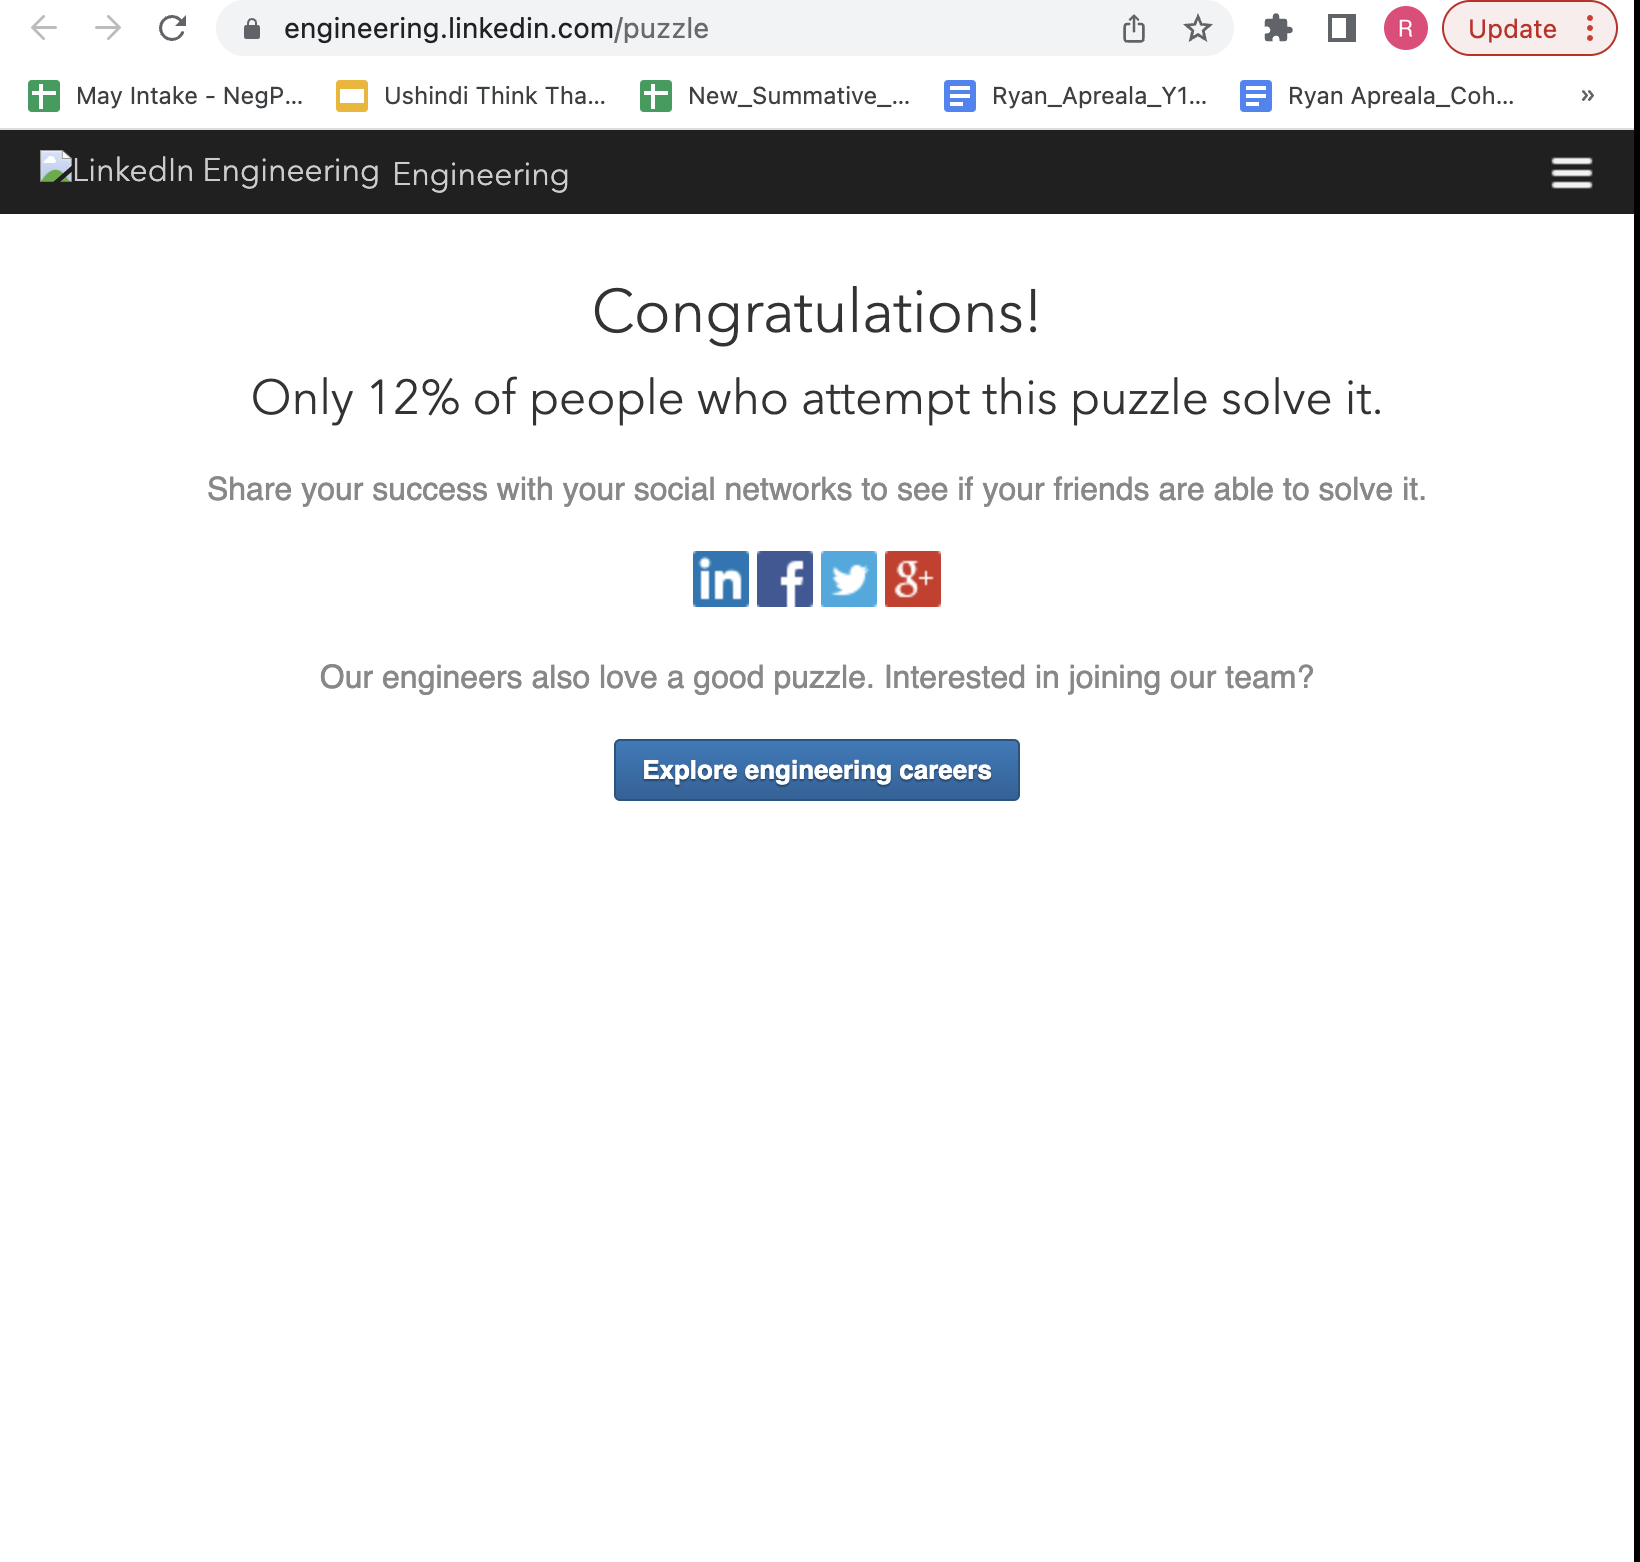 engineering.linkedin.com/puzzle
R
Update
May Intake - NegP...
Ushindi Think Tha...
New_Summative_...
Ryan_Apreala_Y1...
Ryan Apreala_Coh...
»
LinkedIn Engineering Engineering
Congratulations!
Only 12% of people who attempt this puzzle solve it.
Share your success with your social networks to see if your friends are able to solve it.
in f g+
Our engineers also love a good puzzle. Interested in joining our team?
Explore engineering careers